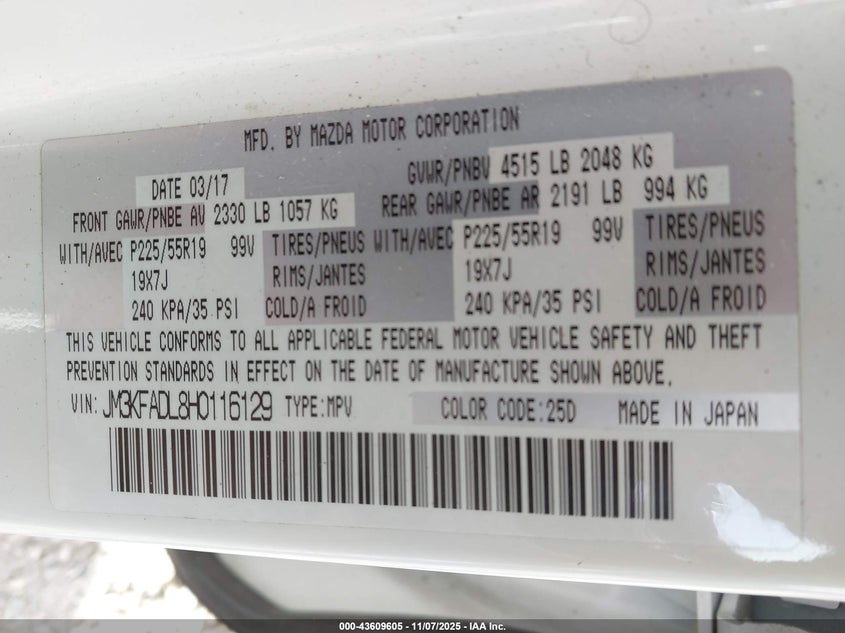 MFD. BY MAZDA MOTOR CORPORATION
DATE 03/17 GVWR/PNBV 4515 LB 2048 KG
FRONT GAWR/PNBE AV 2330 LB 1057 KG REAR GAWR/PNBE AR 2191 LB 994 KG
WITH/AVEC P225/55R19 99V TIRES/PNEUS WITH/AVEC P225/55R19 99V TIRES/PNEUS
19X7J RIMS/JANTES 19X7J RIMS/JANTES
240 KPA/35 PSI COLD/A FROID 240 KPA/35 PSI COLD/A FROID
THIS VEHICLE CONFORMS TO ALL APPLICABLE FEDERAL MOTOR VEHICLE SAFETY AND THEFT
PREVENTION STANDARDS IN EFFECT ON THE DATE OF MANUFACTURE SHOWN ABOVE.
VIN: JM3KFADL8H0116129 TYPE:MPV COLOR CODE:25D MADE IN JAPAN
000-43609605 - 11/07/2025 - IAA Inc.